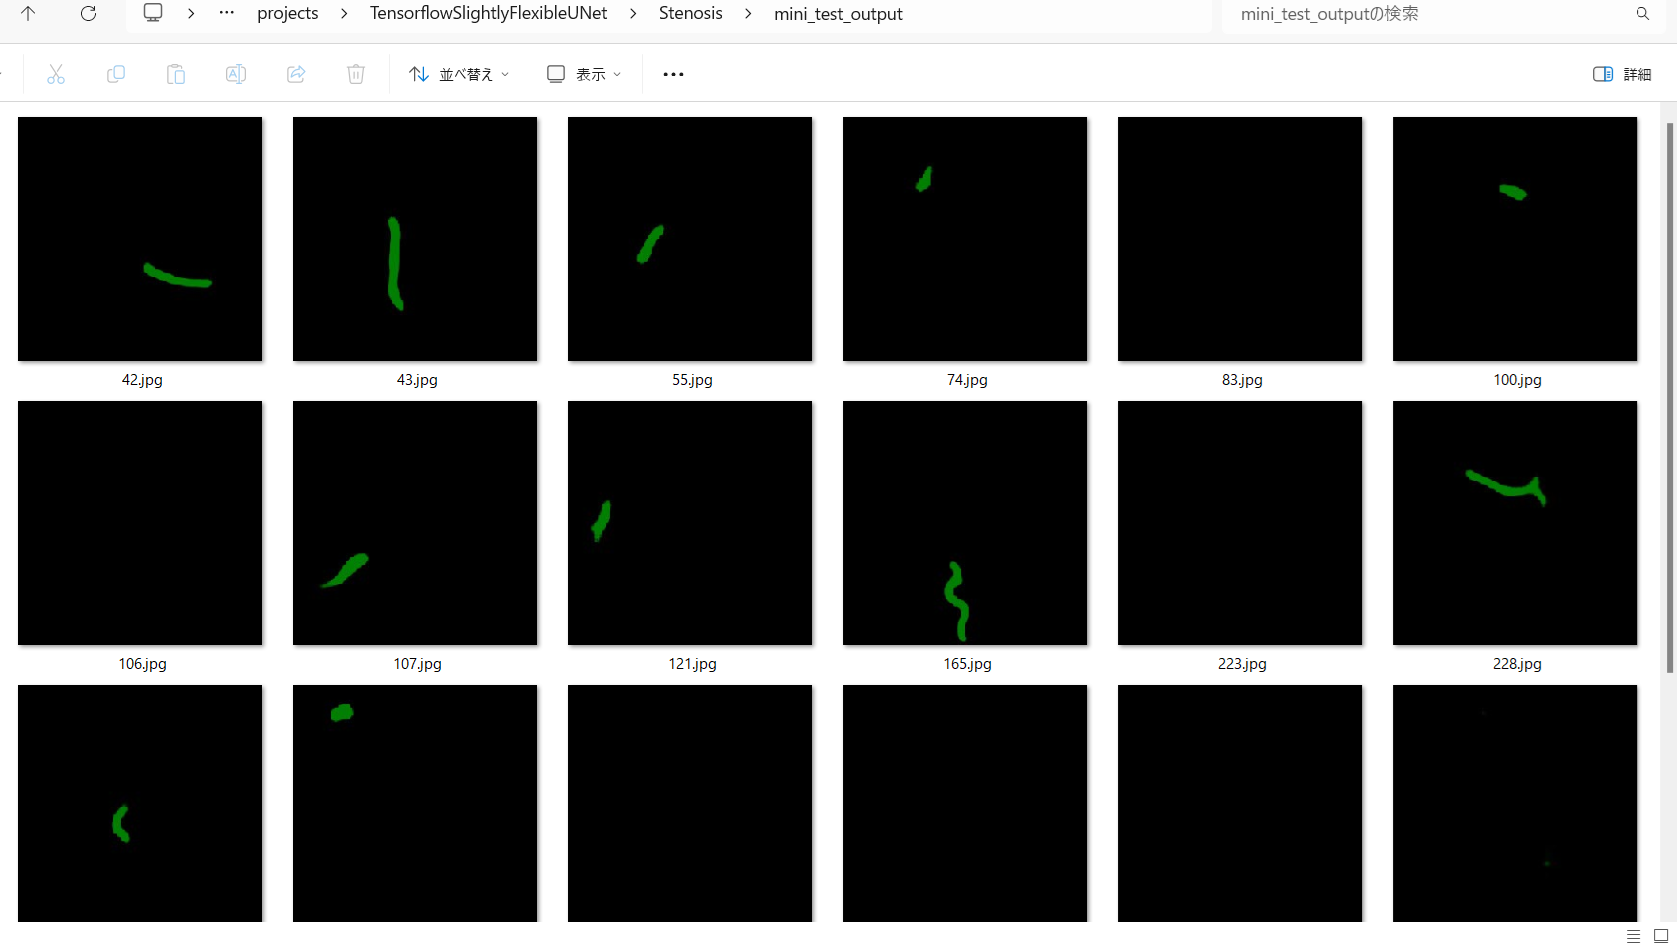 projects > TensorflowSlightlyFlexibleUNet > Stenosis > mini_test_output
mini_test_outputの検索
並べ替え
表示
詳細
42.jpg
43.jpg
55.jpg
74.jpg
83.jpg
100.jpg
106.jpg
107.jpg
121.jpg
165.jpg
223.jpg
228.jpg